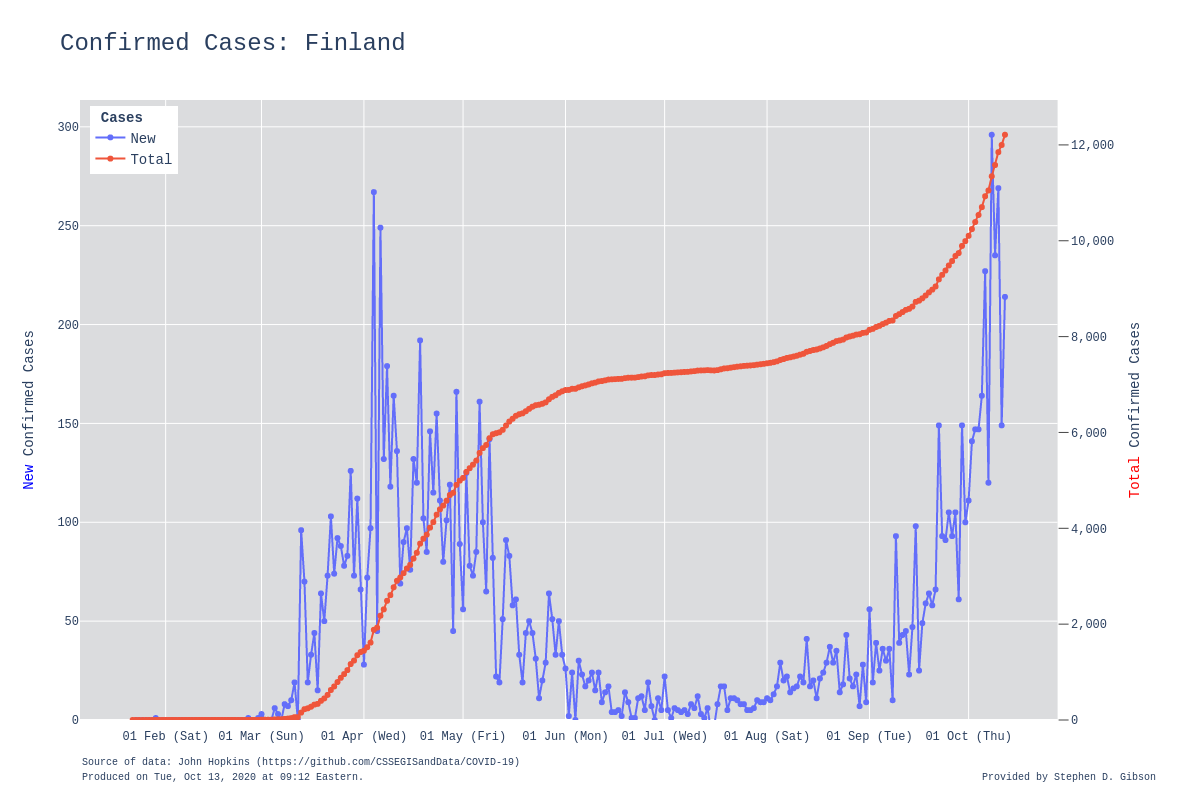 Confirmed Cases: Finland
Cases
New
Total
300
250
200
150
100
50
0
12,000
10,000
8,000
6,000
4,000
2,000
0
New Confirmed Cases
Total Confirmed Cases
01 Feb (Sat) 01 Mar (Sun) 01 Apr (Wed) 01 May (Fri) 01 Jun (Mon) 01 Jul (Wed) 01 Aug (Sat) 01 Sep (Tue) 01 Oct (Thu)
Source of data: John Hopkins (https://github.com/CSSEGISandData/COVID-19)
Produced on Tue, Oct 13, 2020 at 09:12 Eastern.
Provided by Stephen D. Gibson